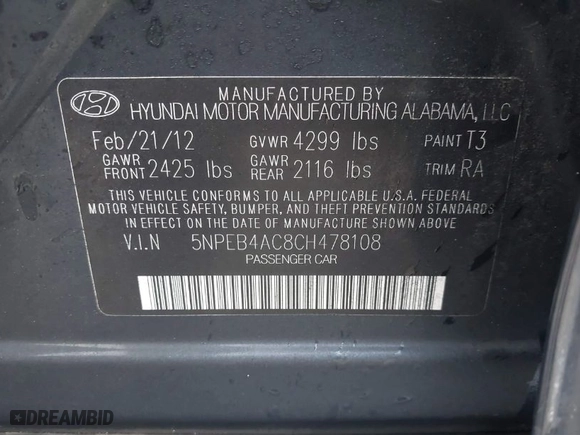 MANUFACTURED BY
HYUNDAI MOTOR MANUFACTURING ALABAMA, LLC
Feb/21/12 GVWR 4299 lbs PAINT T3
GAWR FRONT 2425 lbs GAWR REAR 2116 lbs TRIM RA
THIS VEHICLE CONFORMS TO ALL APPLICABLE U.S.A. FEDERAL
MOTOR VEHICLE SAFETY, BUMPER, AND THEFT PREVENTION STANDARDS
IN EFFECT ON THE DATE OF MANUFACTURE SHOWN ABOVE
V.I.N 5NPEB4AC8CH478108
PASSENGER CAR
DREAMBID